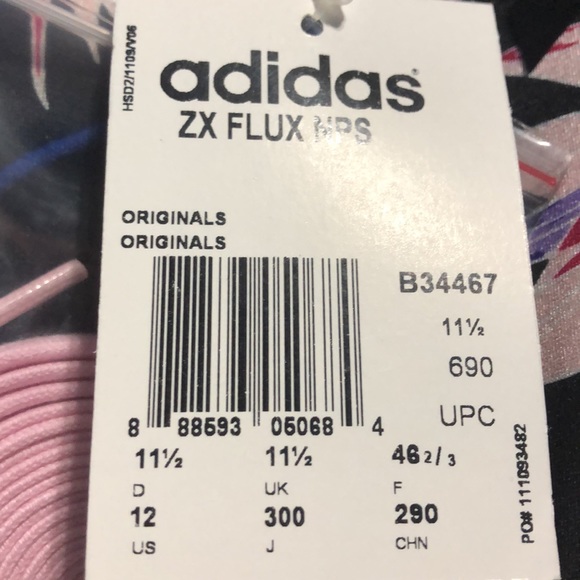 HSD2/1109/V06
adidas
ZX FLUX NPS
ORIGINALS
ORIGINALS
B34467
11½
690
UPC
8 88593 05068 4
11½ 11½ 46 2/3
D UK F
12 300 290
US J CHN
PO# 111093482